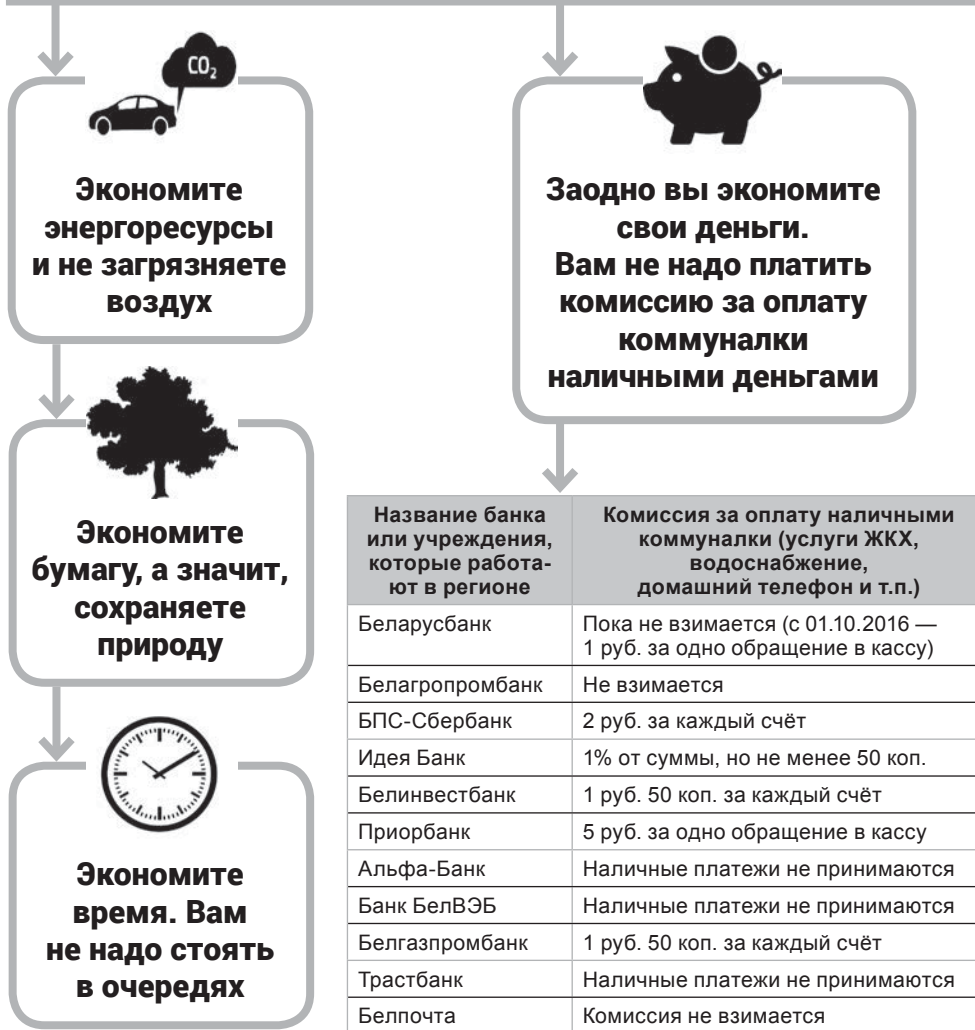 CO₂
Экономите
энергоресурсы
и не загрязняете
воздух
Экономите
бумагу, а значит,
сохраняете
природу
Экономите
время. Вам
не надо стоять
в очередях
Заодно вы экономите
свои деньги.
Вам не надо платить
комиссию за оплату
коммуналки
наличными деньгами
Название банка
или учреждения,
которые работа-
ют в регионе
Комиссия за оплату наличными
коммуналки (услуги ЖКХ,
водоснабжение,
домашний телефон и т.п.)
Беларусбанк
Пока не взимается (с 01.10.2016 —
1 руб. за одно обращение в кассу)
Белагропромбанк
Не взимается
БПС-Сбербанк
2 руб. за каждый счёт
Идея Банк
1% от суммы, но не менее 50 коп.
Белинвестбанк
1 руб. 50 коп. за каждый счёт
Приорбанк
5 руб. за одно обращение в кассу
Альфа-Банк
Наличные платежи не принимаются
Банк БелВЭБ
Наличные платежи не принимаются
Белгазпромбанк
1 руб. 50 коп. за каждый счёт
Трастбанк
Наличные платежи не принимаются
Белпочта
Комиссия не взимается